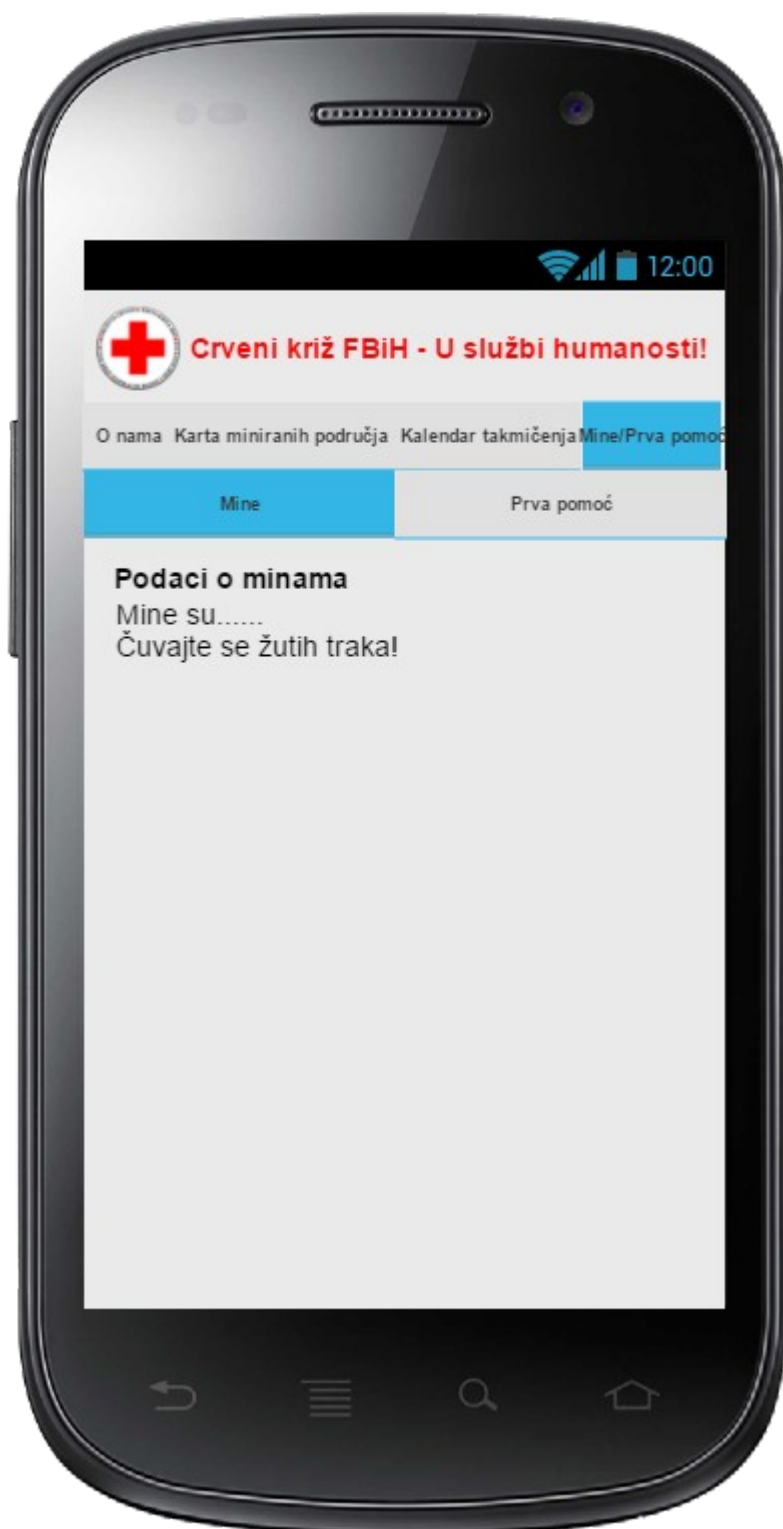 12:00
Crveni križ FBiH - U službi humanosti!
O nama Karta miniranih područja Kalendar takmičenja Mine/Prva pomoć
Mine Prva pomoć
Podaci o minama
Mine su......
Čuvajte se žutih traka!